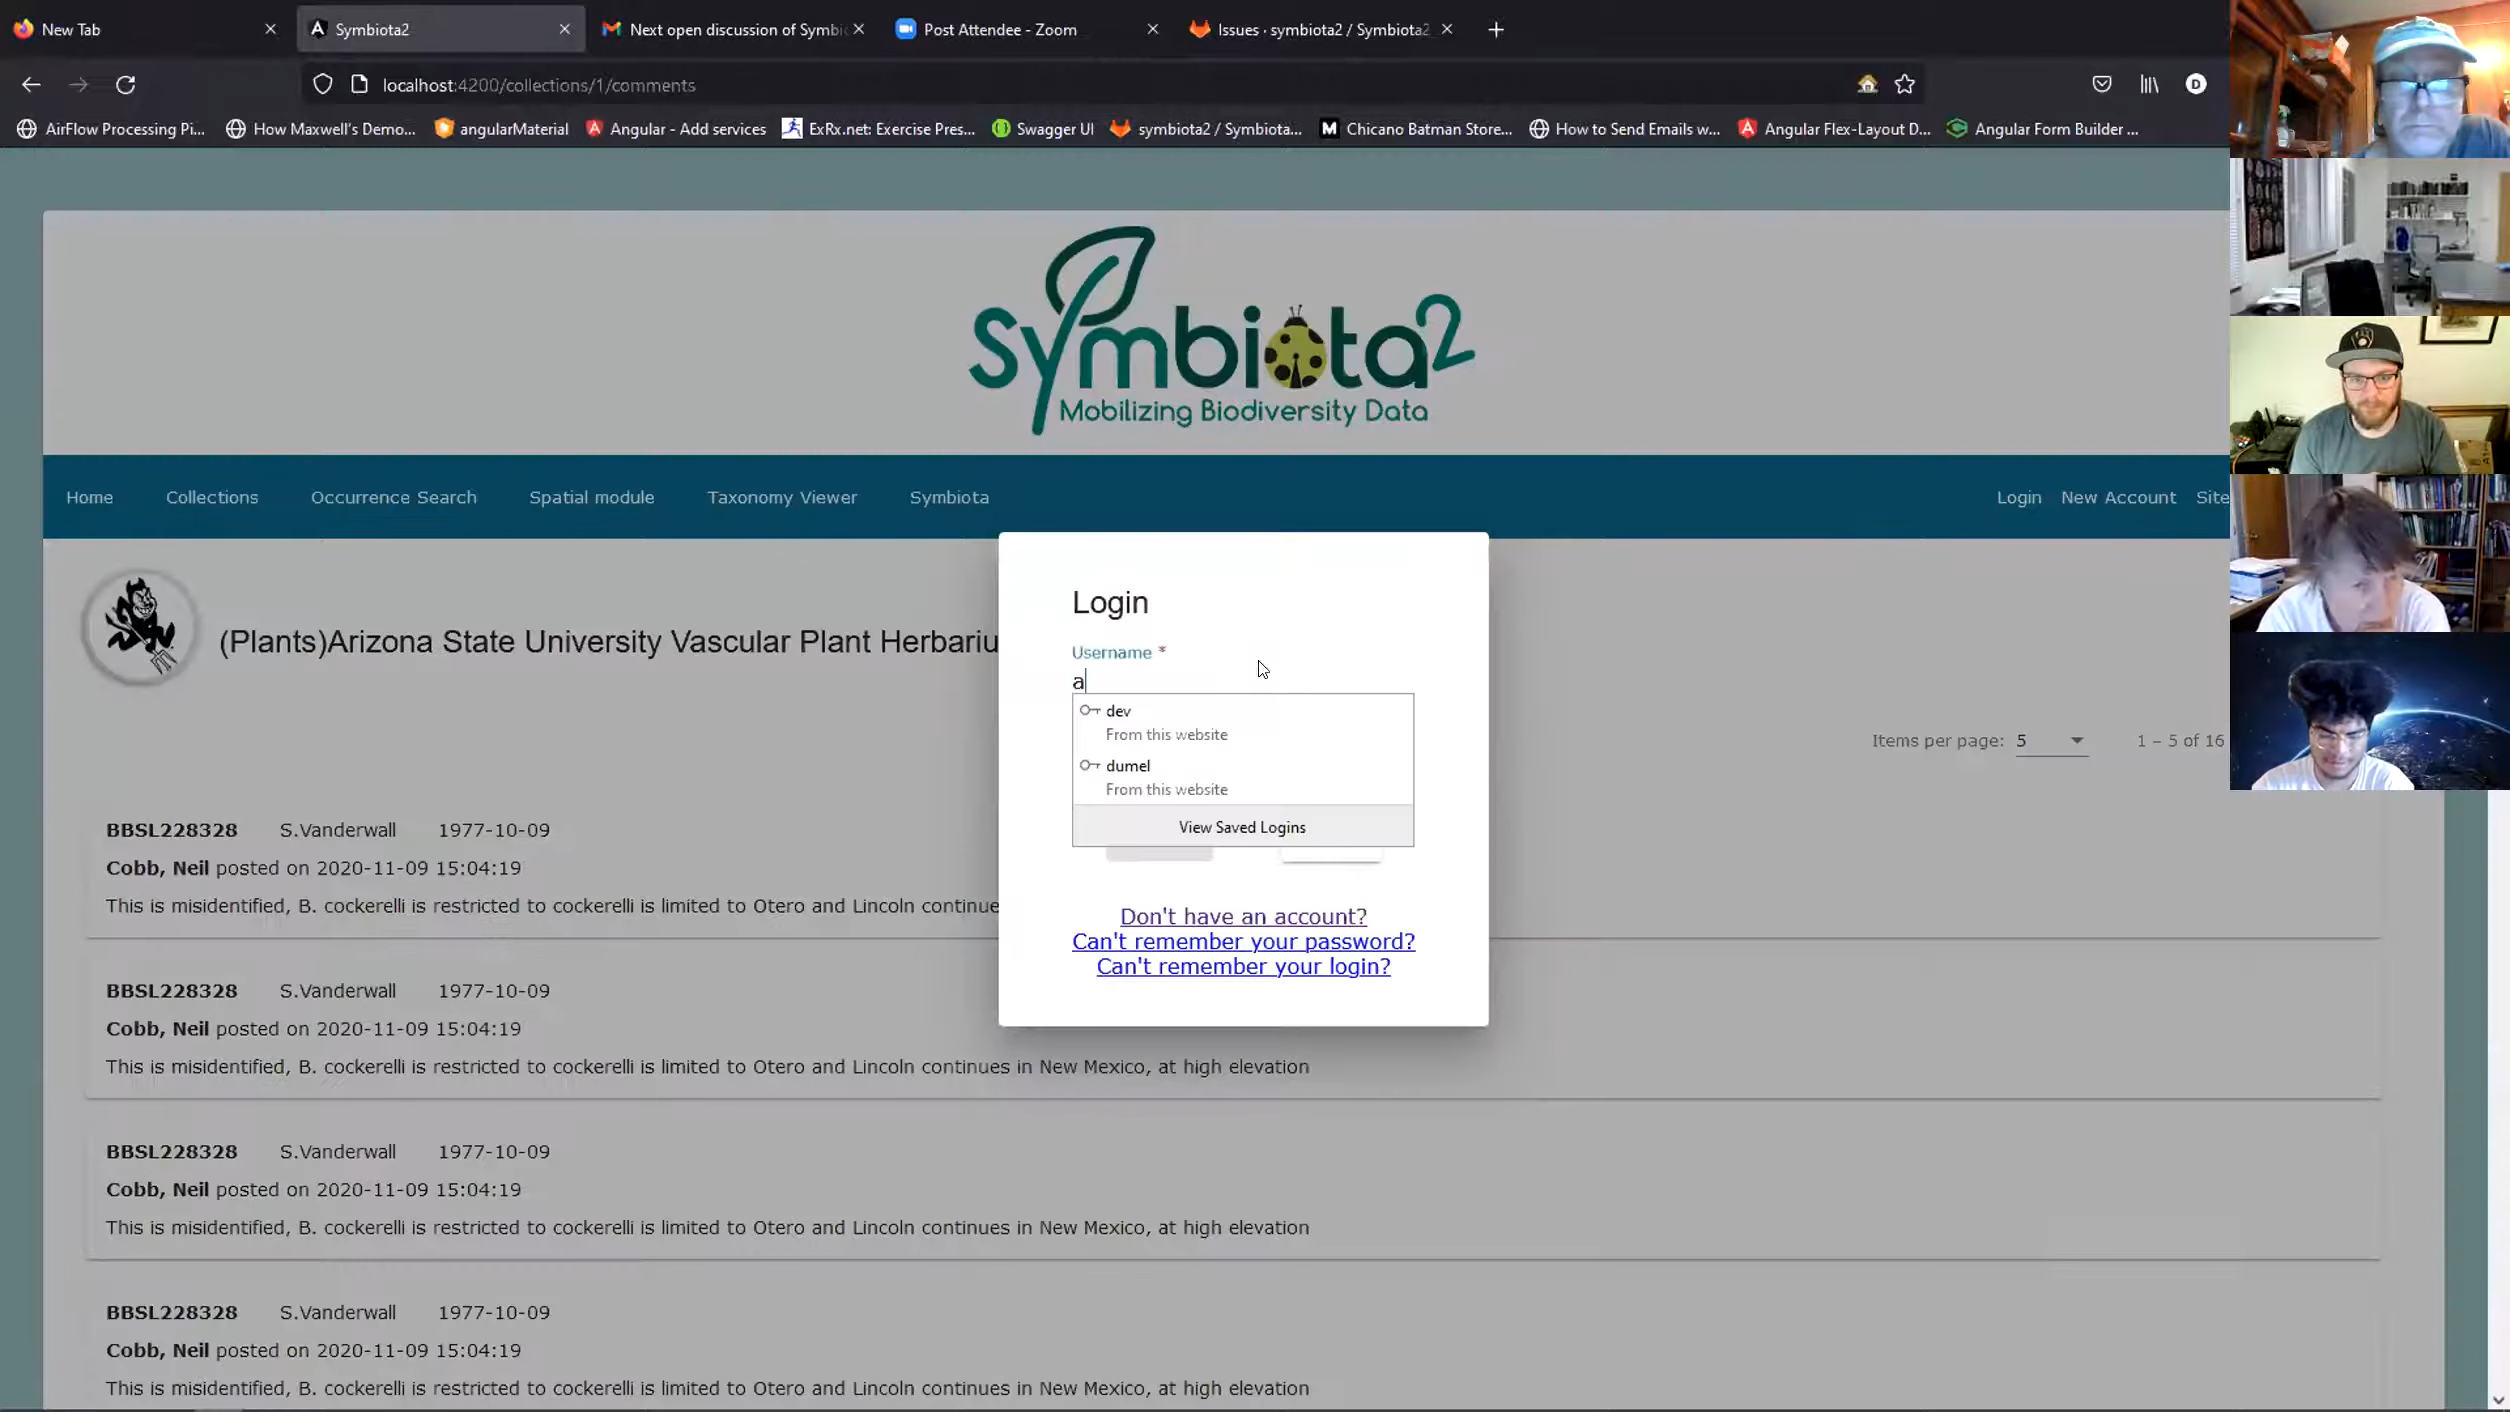 New Tab
Symbiota2
Next open discussion of Symbi
Post Attendee - Zoom
Issues · symbiota2 / Symbiota2
localhost:4200/collections/1/comments
D
AirFlow Processing Pi...
How Maxwell's Demo...
angularMaterial
Angular - Add services
ExRx.net: Exercise Pres...
Swagger UI
symbiota2 / Symbiota...
Chicano Batman Store...
How to Send Emails w...
Angular Flex-Layout D...
Angular Form Builder ...
Symbiota2
Mobilizing Biodiversity Data
Home
Collections
Occurrence Search
Spatial module
Taxonomy Viewer
Symbiota
Login
New Account
Site
(Plants)Arizona State University Vascular Plant Herbariu
Login
Username *
a
dev
From this website
dumel
From this website
View Saved Logins
Don't have an account?
Can't remember your password?
Can't remember your login?
Items per page: 5
1 – 5 of 16
BBSL228328 S.Vanderwall 1977-10-09
Cobb, Neil posted on 2020-11-09 15:04:19
This is misidentified, B. cockerelli is restricted to cockerelli is limited to Otero and Lincoln continue
BBSL228328 S.Vanderwall 1977-10-09
Cobb, Neil posted on 2020-11-09 15:04:19
This is misidentified, B. cockerelli is restricted to cockerelli is limited to Otero and Lincoln continues in New Mexico, at high elevation
BBSL228328 S.Vanderwall 1977-10-09
Cobb, Neil posted on 2020-11-09 15:04:19
This is misidentified, B. cockerelli is restricted to cockerelli is limited to Otero and Lincoln continues in New Mexico, at high elevation
BBSL228328 S.Vanderwall 1977-10-09
Cobb, Neil posted on 2020-11-09 15:04:19
This is misidentified, B. cockerelli is restricted to cockerelli is limited to Otero and Lincoln continues in New Mexico, at high elevation